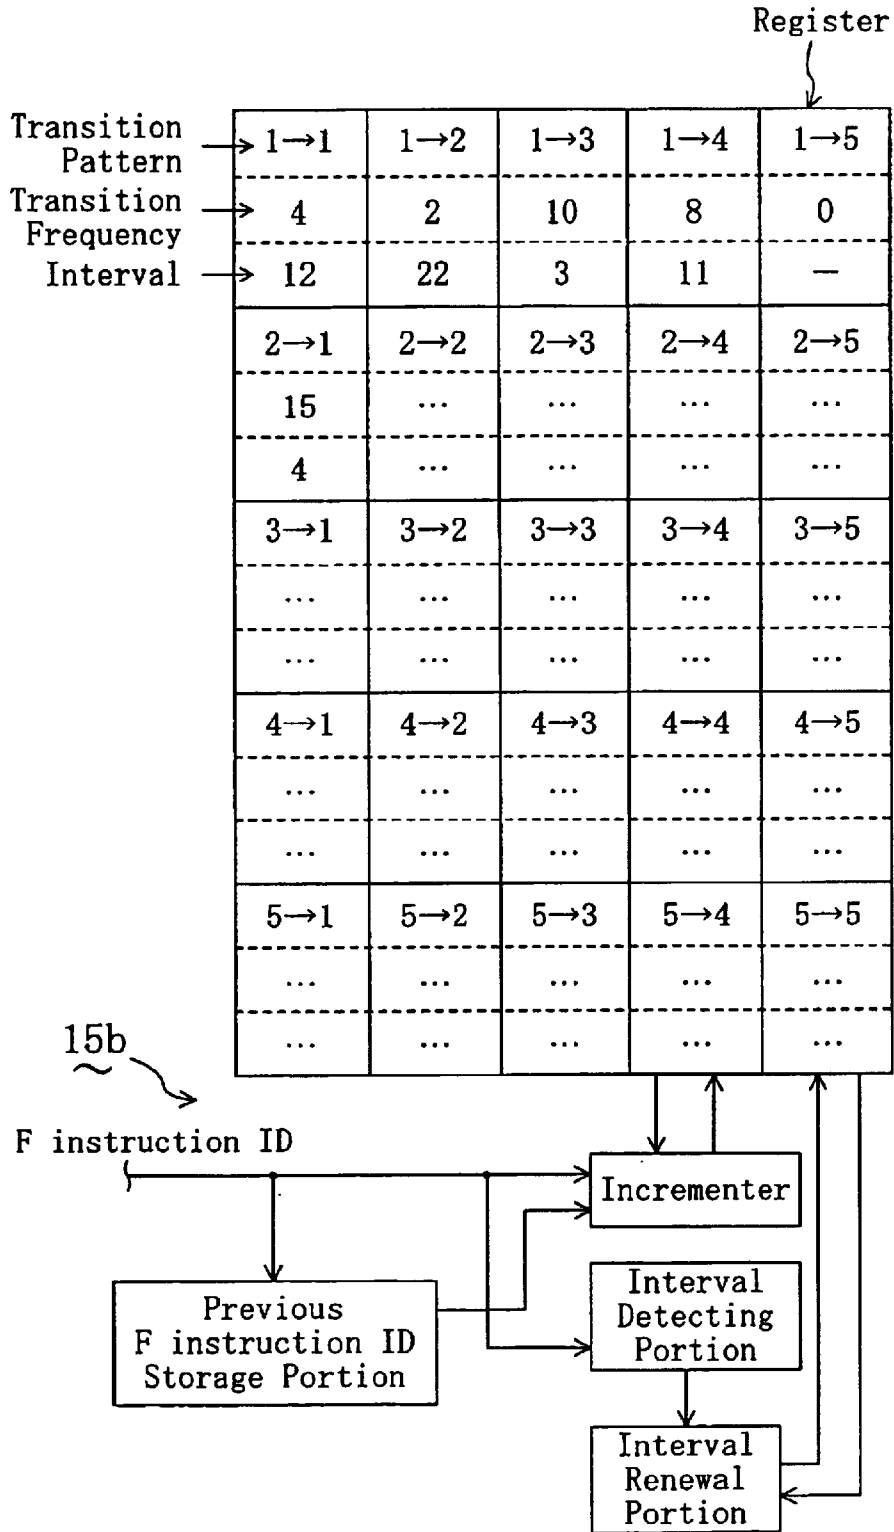 Register
Transition
Pattern
1→1 1→2 1→3 1→4 1→5
Transition
Frequency
4 2 10 8 0
Interval
12 22 3 11 —
2→1 2→2 2→3 2→4 2→5
15 ... ... ... ...
4 ... ... ... ...
3→1 3→2 3→3 3→4 3→5
... ... ... ... ...
... ... ... ... ...
4→1 4→2 4→3 4→4 4→5
... ... ... ... ...
... ... ... ... ...
5→1 5→2 5→3 5→4 5→5
... ... ... ... ...
... ... ... ... ...
15b
F instruction ID
Incrementer
Previous
F instruction ID
Storage Portion
Interval
Detecting
Portion
Interval
Renewal
Portion